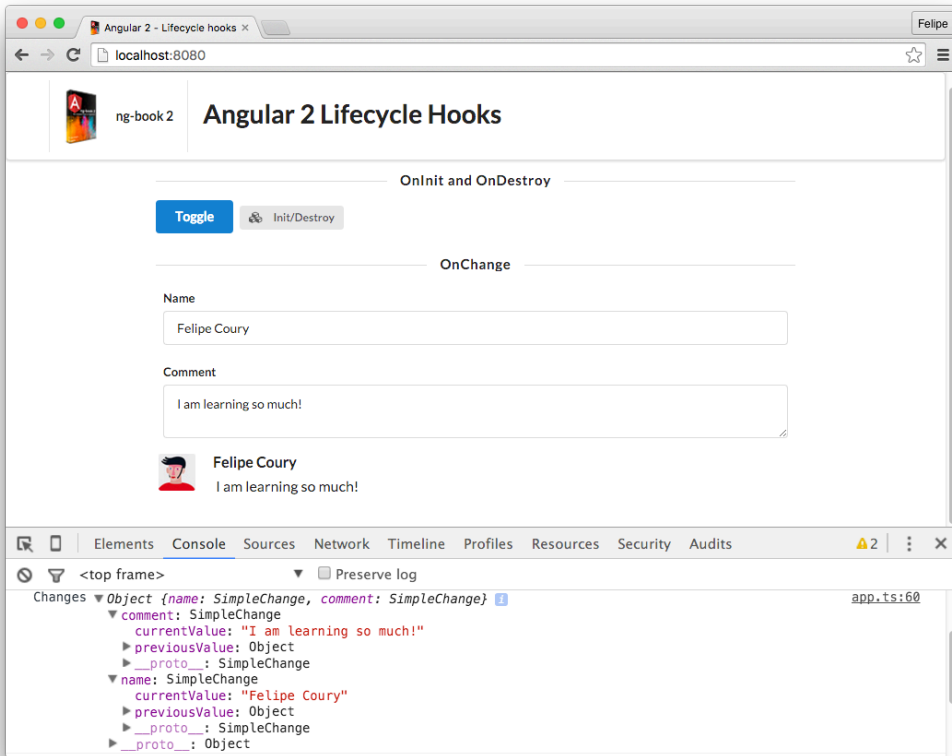 Angular 2 - Lifecycle hooks ×
Felipe
localhost:8080
ng-book 2
Angular 2 Lifecycle Hooks
OnInit and OnDestroy
Toggle
Init/Destroy
OnChange
Name
Felipe Coury
Comment
I am learning so much!
Felipe Coury
I am learning so much!
Elements Console Sources Network Timeline Profiles Resources Security Audits 2
<top frame> ▼ Preserve log
Changes ▼Object {name: SimpleChange, comment: SimpleChange} i app.ts:60
▼comment: SimpleChange
currentValue: "I am learning so much!"
▶previousValue: Object
▶__proto__: SimpleChange
▼name: SimpleChange
currentValue: "Felipe Coury"
▶previousValue: Object
▶__proto__: SimpleChange
▶__proto__: Object